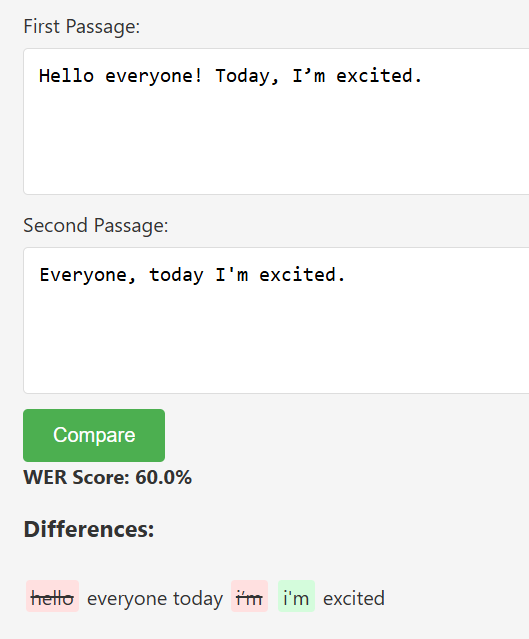 First Passage:
Hello everyone! Today, I’m excited.
Second Passage:
Everyone, today I'm excited.
Compare
WER Score: 60.0%
Differences:
hello everyone today i’m i'm excited